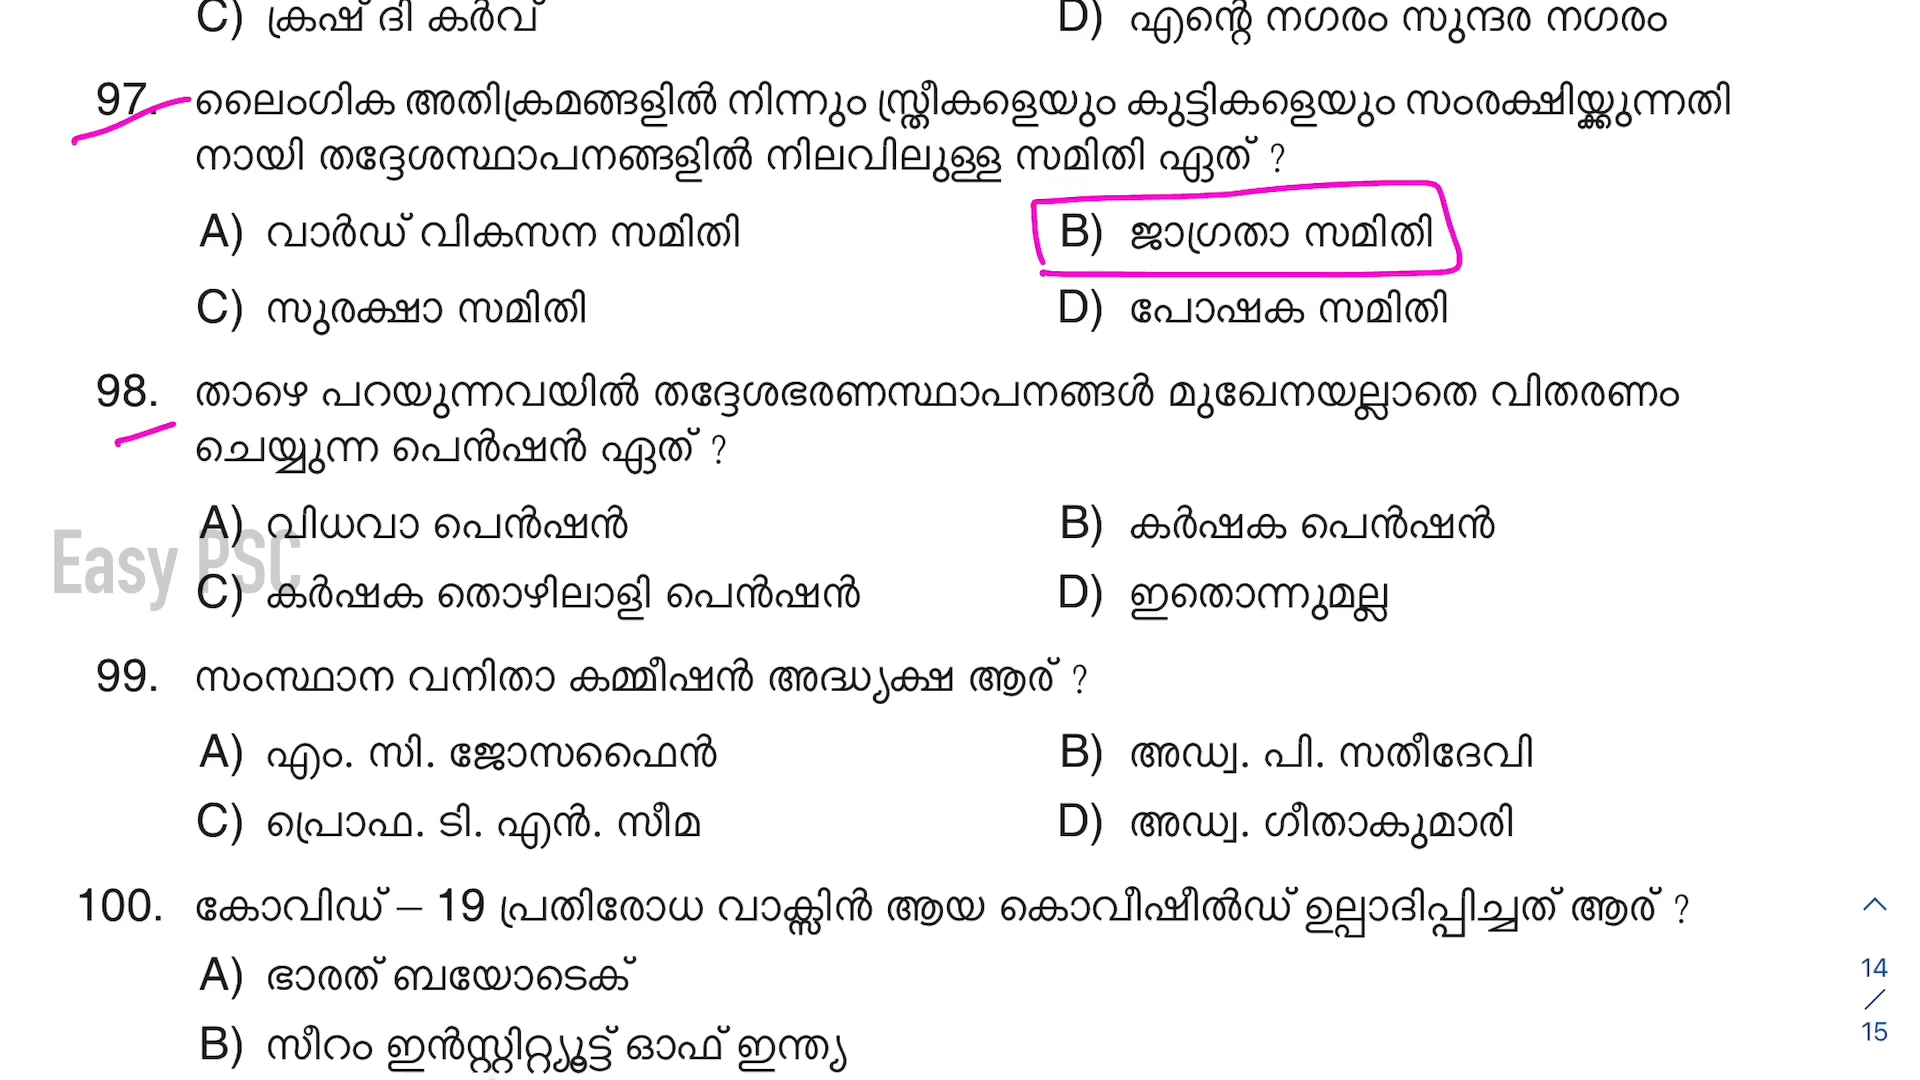 C) ക്രഷ് ദി കർവ്
D) എന്റെ നഗരം സുന്ദര നഗരം
97. ലൈംഗിക അതിക്രമങ്ങളിൽ നിന്നും സ്ത്രീകളെയും കുട്ടികളെയും സംരക്ഷിയ്ക്കുന്നതി
നായി തദ്ദേശസ്ഥാപനങ്ങളിൽ നിലവിലുള്ള സമിതി ഏത് ?
A) വാർഡ് വികസന സമിതി
B) ജാഗ്രതാ സമിതി
C) സുരക്ഷാ സമിതി
D) പോഷക സമിതി
98. താഴെ പറയുന്നവയിൽ തദ്ദേശഭരണസ്ഥാപനങ്ങൾ മുഖേനയല്ലാതെ വിതരണം
ചെയ്യുന്ന പെൻഷൻ ഏത് ?
A) വിധവാ പെൻഷൻ
B) കർഷക പെൻഷൻ
Easy PSC
C) കർഷക തൊഴിലാളി പെൻഷൻ
D) ഇതൊന്നുമല്ല
99. സംസ്ഥാന വനിതാ കമ്മീഷൻ അദ്ധ്യക്ഷ ആര് ?
A) എം. സി. ജോസഫൈൻ
B) അഡ്വ. പി. സതീദേവി
C) പ്രൊഫ. ടി. എൻ. സീമ
D) അഡ്വ. ഗീതാകുമാരി
100. കോവിഡ് – 19 പ്രതിരോധ വാക്സിൻ ആയ കൊവീഷീൽഡ് ഉല്പാദിപ്പിച്ചത് ആര് ?
A) ഭാരത് ബയോടെക്
B) സീറം ഇൻസ്റ്റിറ്റ്യൂട്ട് ഓഫ് ഇന്ത്യ
14
/
15